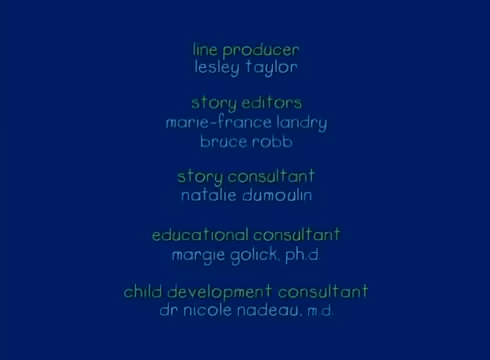 line producer
lesley taylor
story editors
marie-france landry
bruce robb
story consultant
natalie dumoulin
educational consultant
margie golick, ph.d.
child development consultant
dr nicole nadeau, m.d.